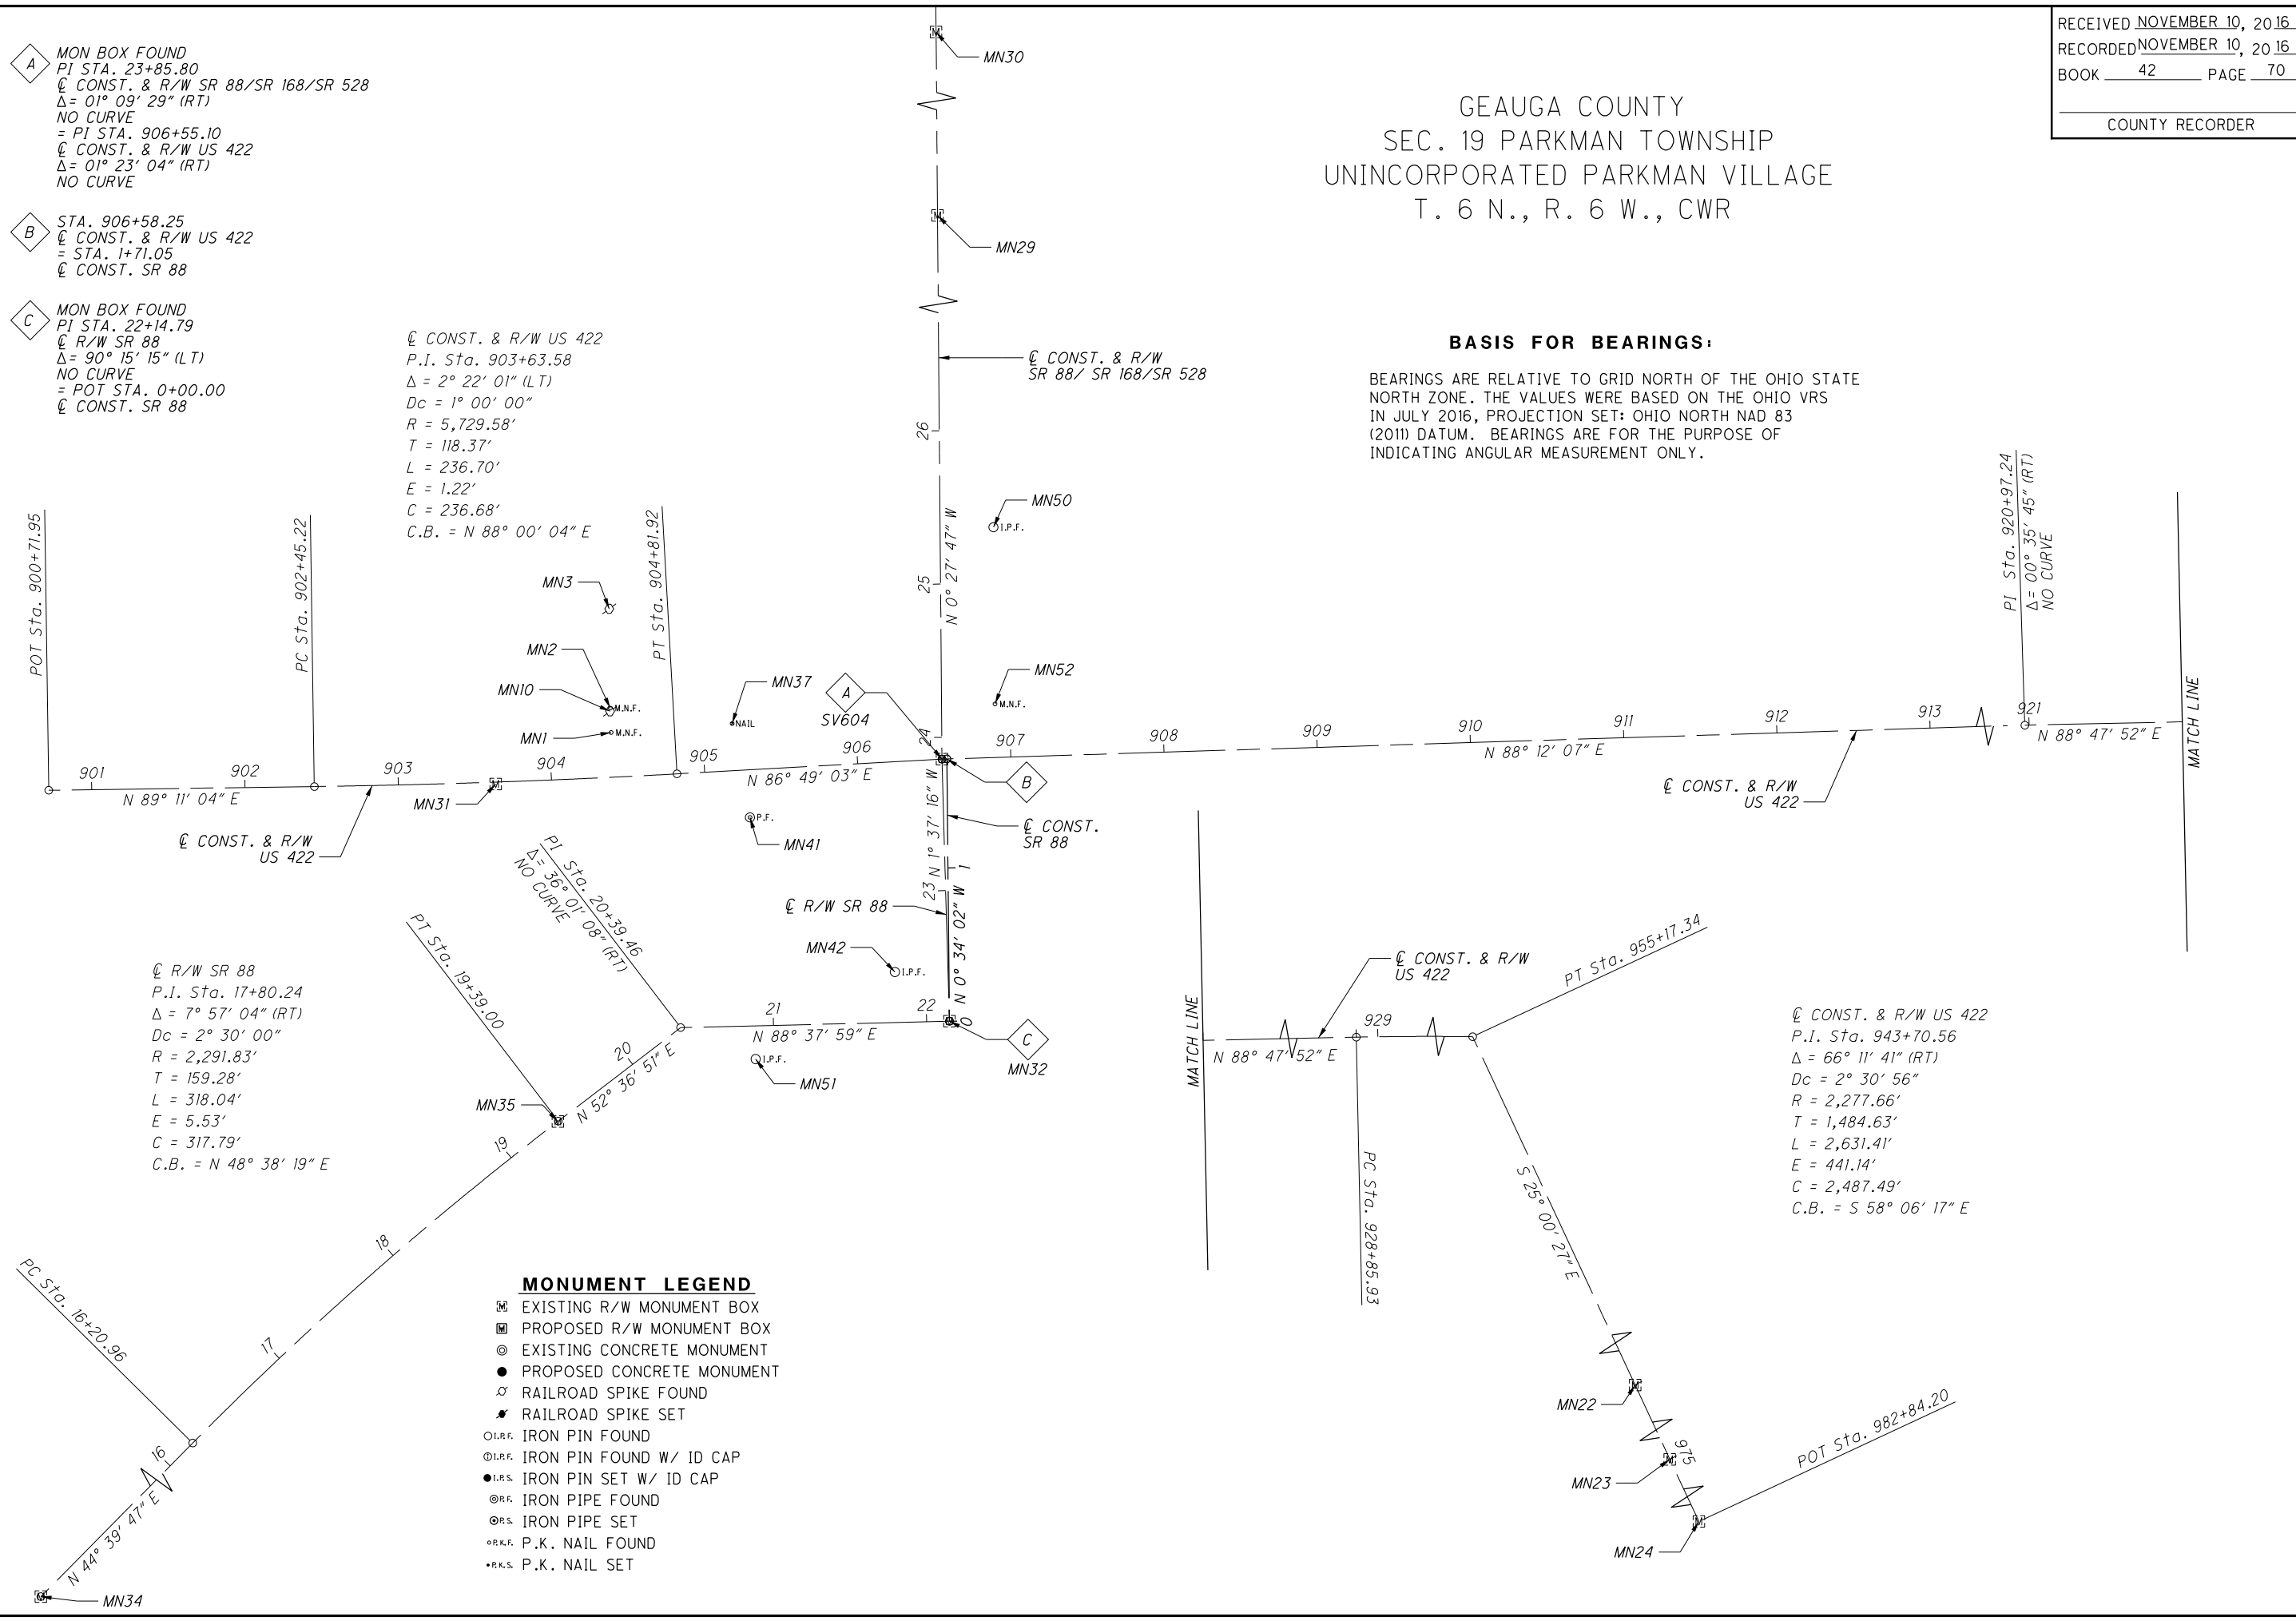 RECEIVED NOVEMBER 10, 20 16
RECORDED NOVEMBER 10, 20 16
BOOK 42 PAGE 70
COUNTY RECORDER
GEAUGA COUNTY
SEC. 19 PARKMAN TOWNSHIP
UNINCORPORATED PARKMAN VILLAGE
T. 6 N., R. 6 W., CWR
A
MON BOX FOUND
PI STA. 23+85.80
℄ CONST. & R/W SR 88/SR 168/SR 528
Δ= 01° 09' 29" (RT)
NO CURVE
= PI STA. 906+55.10
℄ CONST. & R/W US 422
Δ= 01° 23' 04" (RT)
NO CURVE
B
STA. 906+58.25
℄ CONST. & R/W US 422
= STA. 1+71.05
℄ CONST. SR 88
C
MON BOX FOUND
PI STA. 22+14.79
℄ R/W SR 88
Δ= 90° 15' 15" (LT)
NO CURVE
= POT STA. 0+00.00
℄ CONST. SR 88
℄ CONST. & R/W US 422
P.I. Sta. 903+63.58
Δ = 2° 22' 01" (LT)
Dc = 1° 00' 00"
R = 5,729.58'
T = 118.37'
L = 236.70'
E = 1.22'
C = 236.68'
C.B. = N 88° 00' 04" E
MN30
MN29
℄ CONST. & R/W
SR 88/ SR 168/SR 528
BASIS FOR BEARINGS:
BEARINGS ARE RELATIVE TO GRID NORTH OF THE OHIO STATE
NORTH ZONE. THE VALUES WERE BASED ON THE OHIO VRS
IN JULY 2016, PROJECTION SET: OHIO NORTH NAD 83
(2011) DATUM. BEARINGS ARE FOR THE PURPOSE OF
INDICATING ANGULAR MEASUREMENT ONLY.
26
25
24
N 0° 27' 47" W
MN50
I.P.F.
POT Sta. 900+71.95
PC Sta. 902+45.22
PT Sta. 904+81.92
MN3
MN2
MN10
M.N.F.
MN1
M.N.F.
MN37
NAIL
A
SV604
MN52
M.N.F.
PI Sta. 920+97.24
Δ= 00° 35' 45" (RT)
NO CURVE
MATCH LINE
901
902
903
904
905
906
907
908
909
910
911
912
913
921
N 89° 11' 04" E
N 86° 49' 03" E
N 88° 12' 07" E
N 88° 47' 52" E
MN31
℄ CONST. & R/W
US 422
℄ CONST. & R/W
US 422
B
P.F.
MN41
℄ CONST.
SR 88
N 1° 37' 16" W
1
23
N 0° 34' 02" W
0
℄ R/W SR 88
MN42
I.P.F.
PI Sta. 20+39.46
Δ= 36° 01' 08" (RT)
NO CURVE
PT Sta. 19+39.00
21
22
N 88° 37' 59" E
I.P.F.
MN51
C
MN32
20
N 52° 36' 51" E
MN35
19
18
17
16
PC Sta. 16+20.96
N 44° 39' 47" E
MN34
℄ R/W SR 88
P.I. Sta. 17+80.24
Δ = 7° 57' 04" (RT)
Dc = 2° 30' 00"
R = 2,291.83'
T = 159.28'
L = 318.04'
E = 5.53'
C = 317.79'
C.B. = N 48° 38' 19" E
MATCH LINE
℄ CONST. & R/W
US 422
929
N 88° 47' 52" E
PT Sta. 955+17.34
PC Sta. 928+85.93
S 25° 00' 27" E
℄ CONST. & R/W US 422
P.I. Sta. 943+70.56
Δ = 66° 11' 41" (RT)
Dc = 2° 30' 56"
R = 2,277.66'
T = 1,484.63'
L = 2,631.41'
E = 441.14'
C = 2,487.49'
C.B. = S 58° 06' 17" E
MN22
975
MN23
MN24
POT Sta. 982+84.20
MONUMENT LEGEND
M EXISTING R/W MONUMENT BOX
M PROPOSED R/W MONUMENT BOX
EXISTING CONCRETE MONUMENT
PROPOSED CONCRETE MONUMENT
RAILROAD SPIKE FOUND
RAILROAD SPIKE SET
I.P.F. IRON PIN FOUND
I.P.F. IRON PIN FOUND W/ ID CAP
I.P.S. IRON PIN SET W/ ID CAP
P.F. IRON PIPE FOUND
P.S. IRON PIPE SET
P.K.F. P.K. NAIL FOUND
P.K.S. P.K. NAIL SET